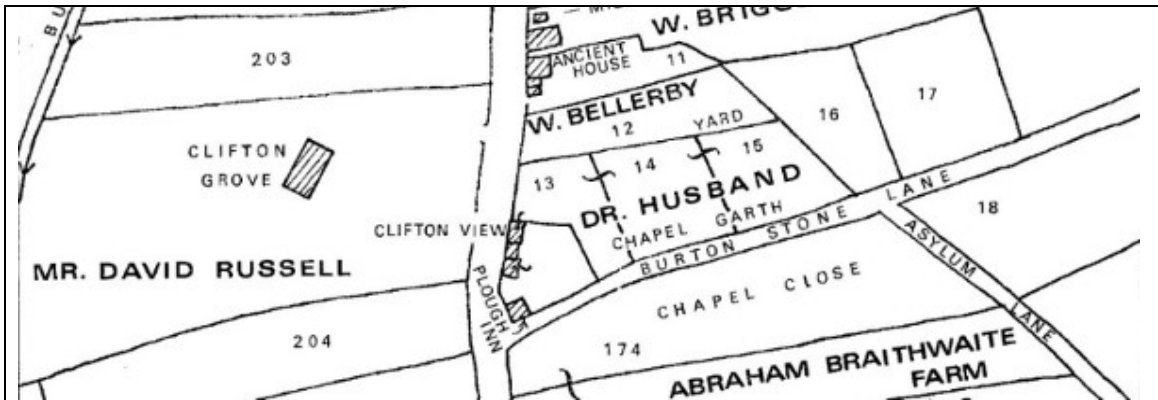 W. BRIGG
203
ANCIENT
HOUSE
11
W. BELLERBY
12
YARD
16
17
CLIFTON
GROVE
13
14
15
DR. HUSBAND
CHAPEL GARTH
BURTON STONE LANE
18
CLIFTON VIEW
MR. DAVID RUSSELL
PLOUGH
INN
CHAPEL CLOSE
ASYLUM
LANE
204
174
ABRAHAM BRAITHWAITE
FARM